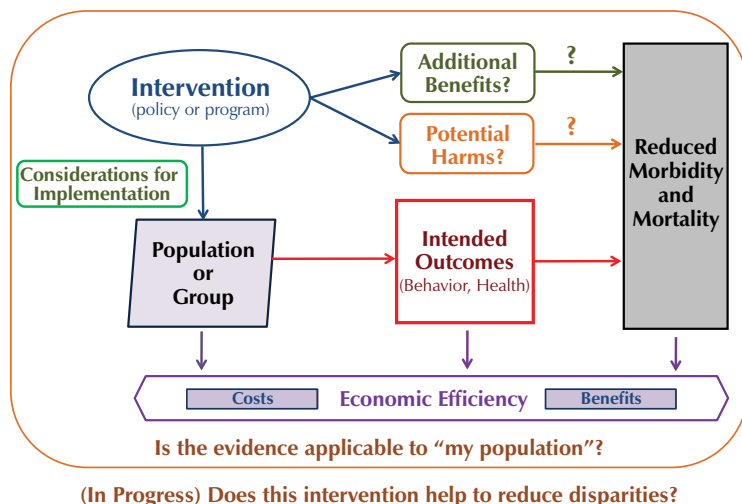 Intervention
(policy or program)
Additional
Benefits?
?
Potential
Harms?
?
Reduced
Morbidity
and
Mortality
Considerations for
Implementation
Population
or
Group
Intended
Outcomes
(Behavior, Health)
Costs
Economic Efficiency
Benefits
Is the evidence applicable to “my population”?
(In Progress) Does this intervention help to reduce disparities?